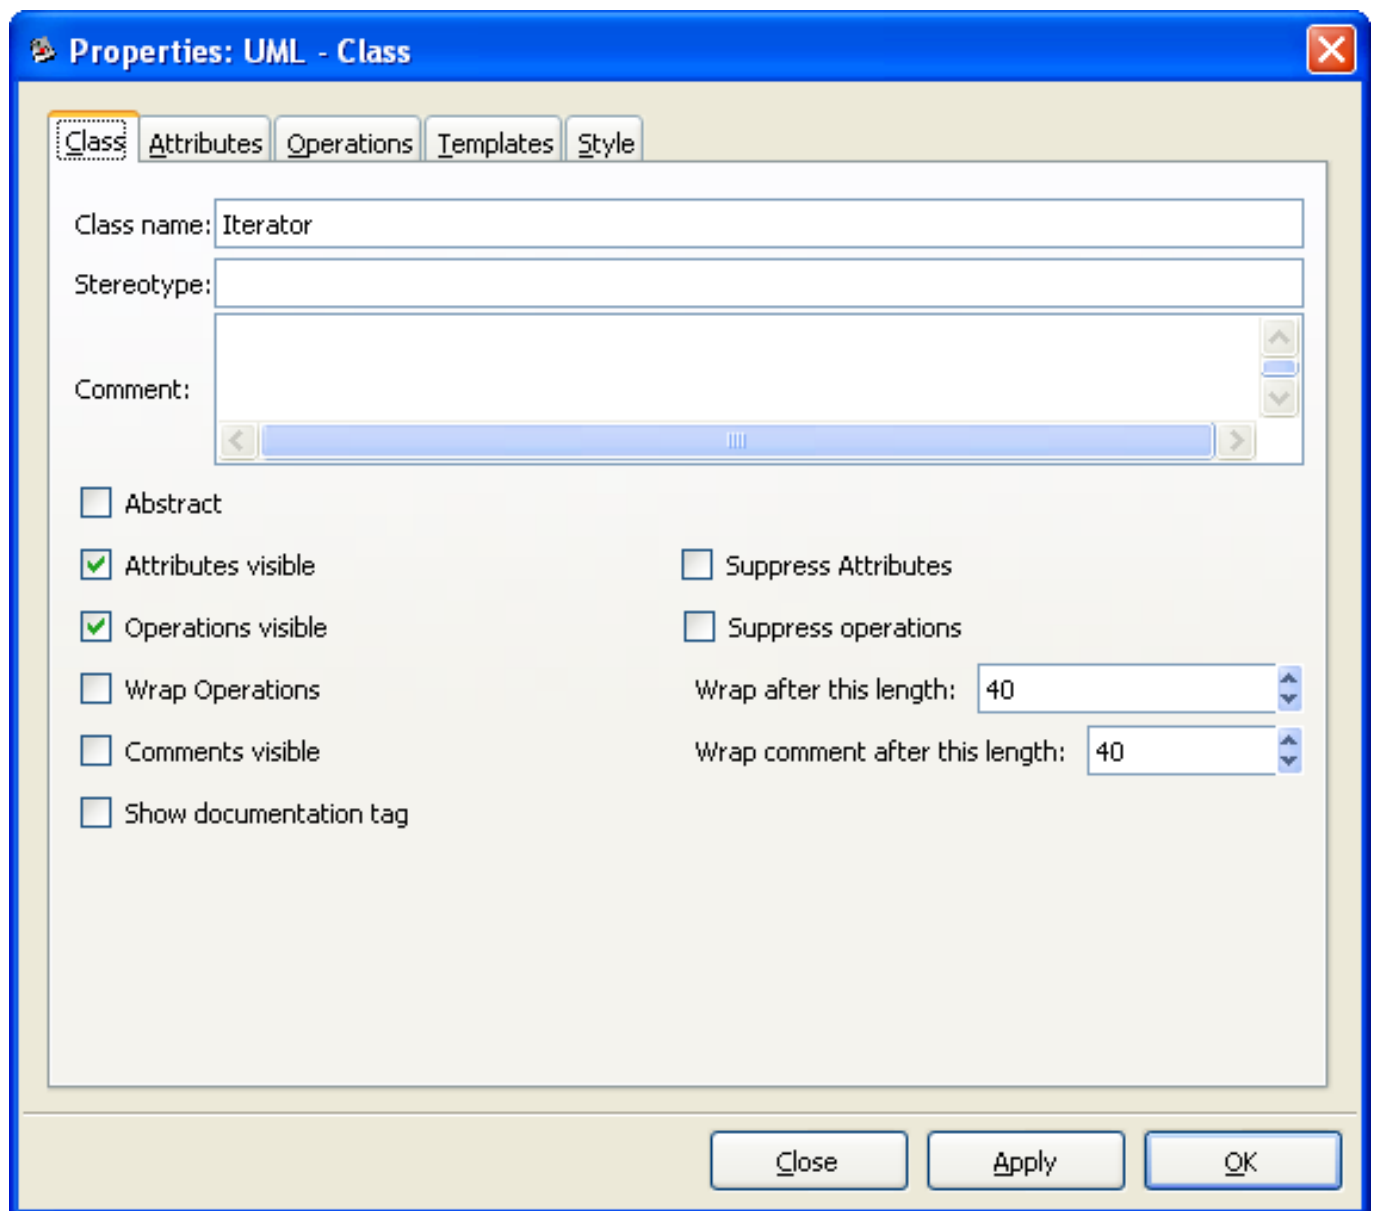 Properties: UML - Class
Class Attributes Operations Templates Style
Class name: Iterator
Stereotype:
Comment:
Abstract
Attributes visible Suppress Attributes
Operations visible Suppress operations
Wrap Operations Wrap after this length: 40
Comments visible Wrap comment after this length: 40
Show documentation tag
Close Apply OK